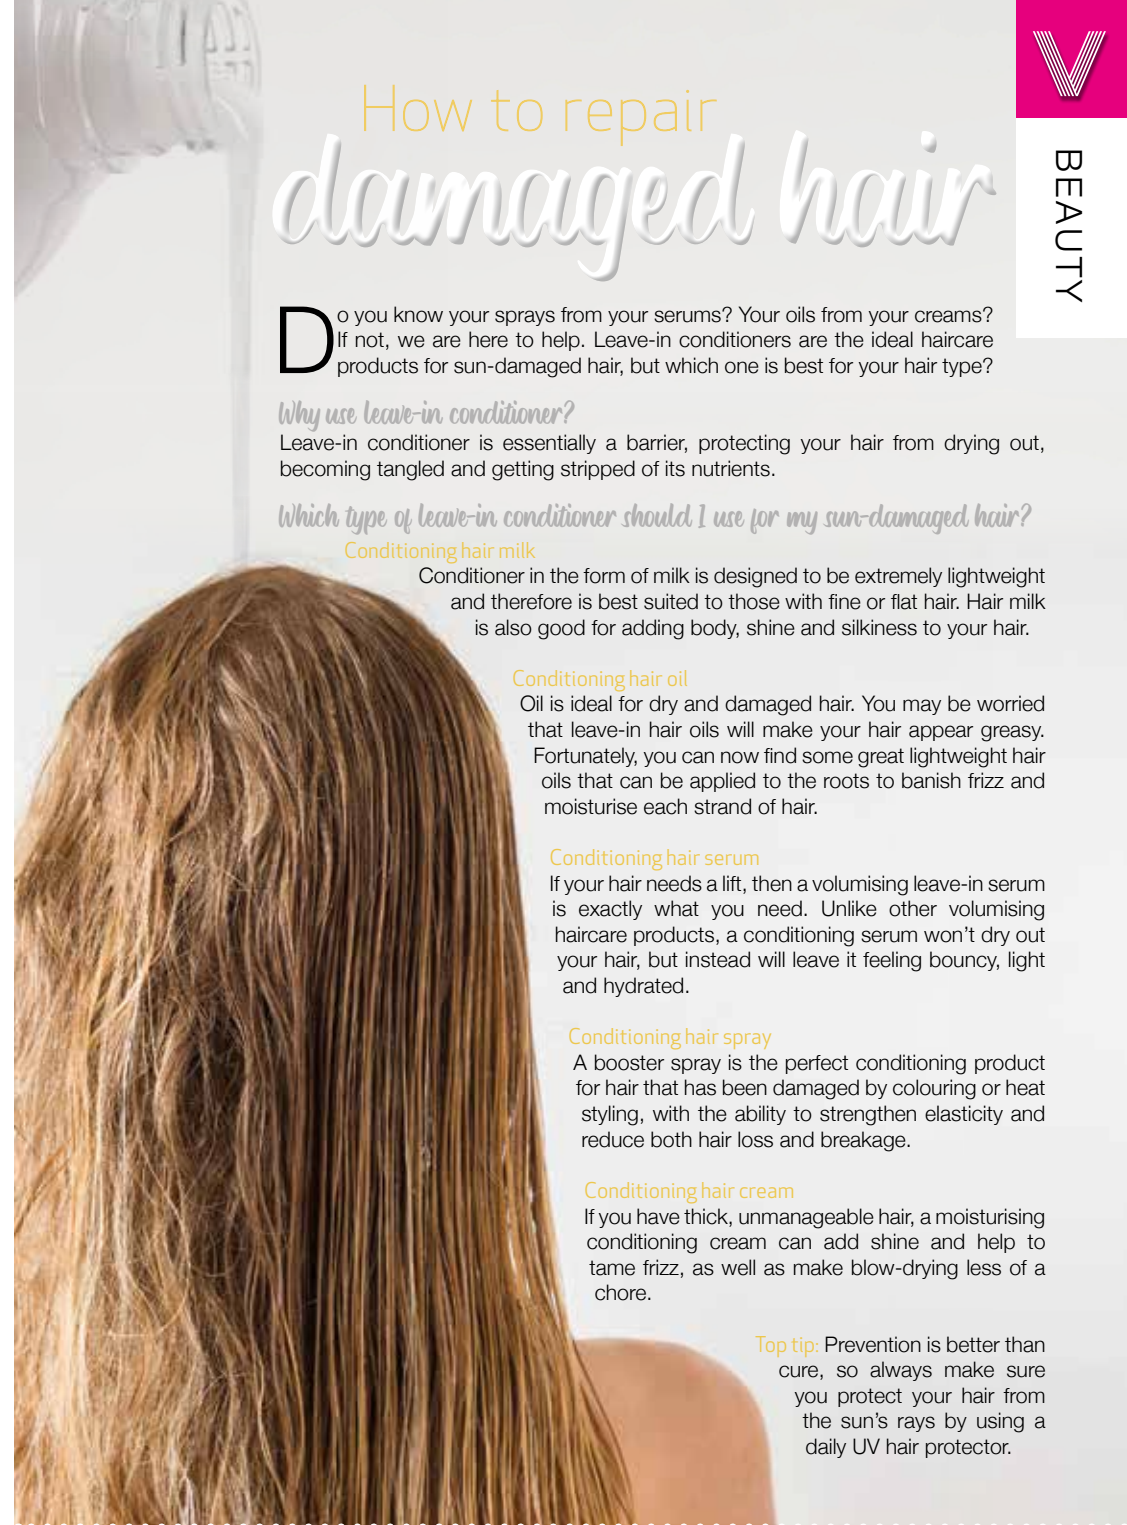 V
BEAUTY
How to repair
damaged hair
Do you know your sprays from your serums? Your oils from your creams?
If not, we are here to help. Leave-in conditioners are the ideal haircare
products for sun-damaged hair, but which one is best for your hair type?
Why use leave-in conditioner?
Leave-in conditioner is essentially a barrier, protecting your hair from drying out,
becoming tangled and getting stripped of its nutrients.
Which type of leave-in conditioner should I use for my sun-damaged hair?
Conditioning hair milk
Conditioner in the form of milk is designed to be extremely lightweight
and therefore is best suited to those with fine or flat hair. Hair milk
is also good for adding body, shine and silkiness to your hair.
Conditioning hair oil
Oil is ideal for dry and damaged hair. You may be worried
that leave-in hair oils will make your hair appear greasy.
Fortunately, you can now find some great lightweight hair
oils that can be applied to the roots to banish frizz and
moisturise each strand of hair.
Conditioning hair serum
If your hair needs a lift, then a volumising leave-in serum
is exactly what you need. Unlike other volumising
haircare products, a conditioning serum won't dry out
your hair, but instead will leave it feeling bouncy, light
and hydrated.
Conditioning hair spray
A booster spray is the perfect conditioning product
for hair that has been damaged by colouring or heat
styling, with the ability to strengthen elasticity and
reduce both hair loss and breakage.
Conditioning hair cream
If you have thick, unmanageable hair, a moisturising
conditioning cream can add shine and help to
tame frizz, as well as make blow-drying less of a
chore.
Top tip: Prevention is better than
cure, so always make sure
you protect your hair from
the sun's rays by using a
daily UV hair protector.